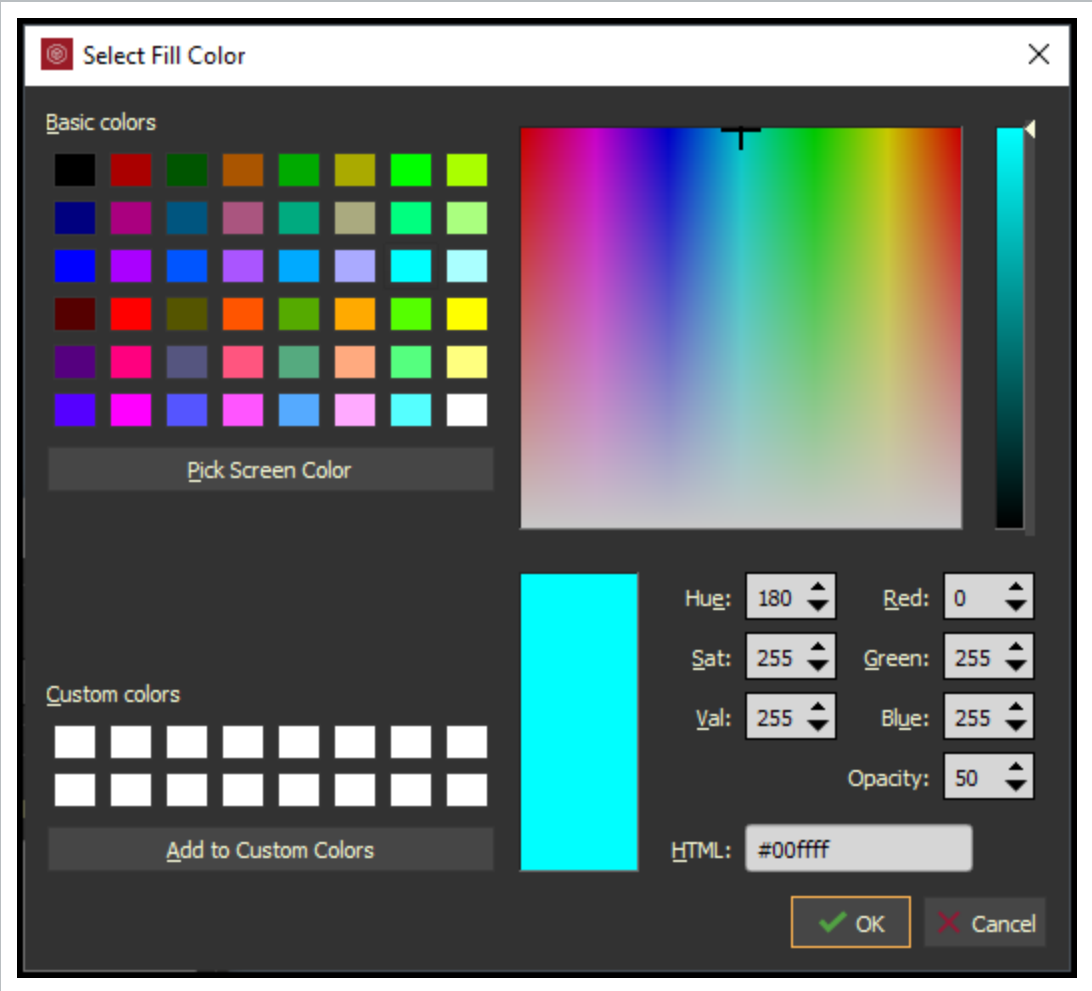 Select Fill Color
Basic colors
Pick Screen Color
Custom colors
Add to Custom Colors
Hue: 180 Red: 0
Sat: 255 Green: 255
Val: 255 Blue: 255
Opacity: 50
HTML: #00ffff
OK Cancel